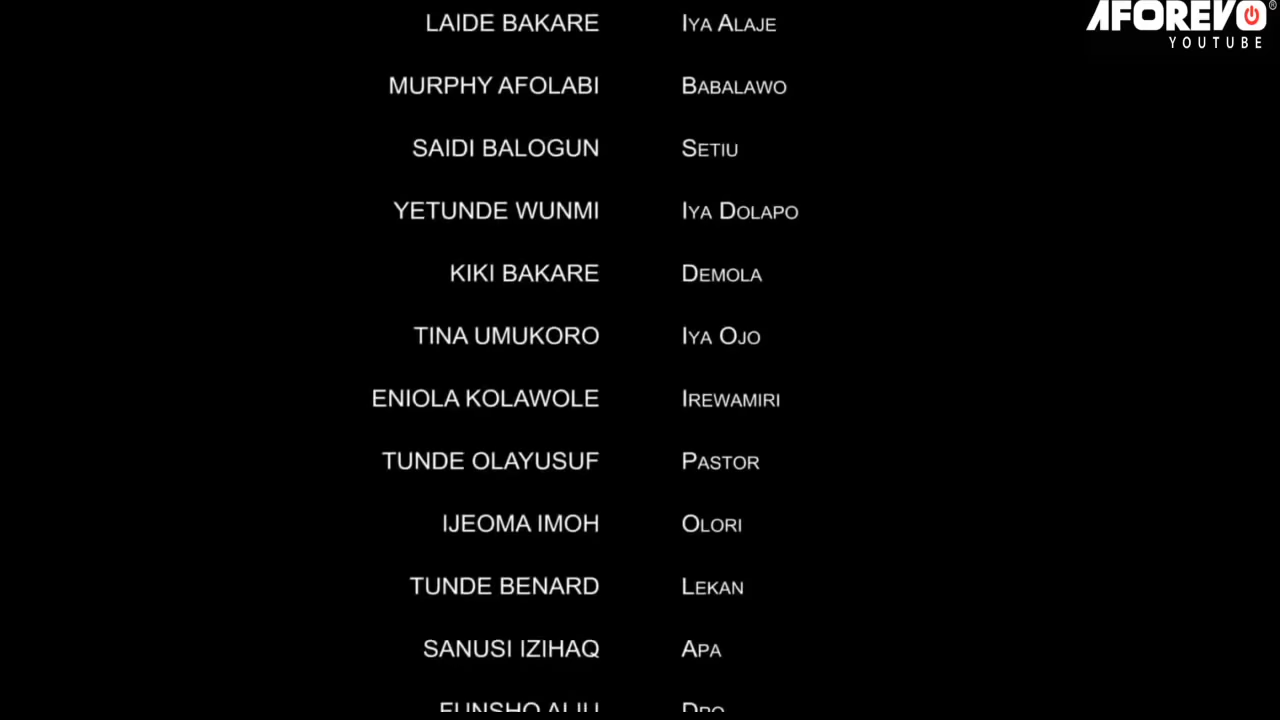 AFOREVO®
YOUTUBE
LAIDE BAKARE Iya Alaje
MURPHY AFOLABI Babalawo
SAIDI BALOGUN Setiu
YETUNDE WUNMI Iya Dolapo
KIKI BAKARE Demola
TINA UMUKORO Iya Ojo
ENIOLA KOLAWOLE Irewamiri
TUNDE OLAYUSUF Pastor
IJEOMA IMOH Olori
TUNDE BENARD Lekan
SANUSI IZIHAQ Apa
FUNSHO